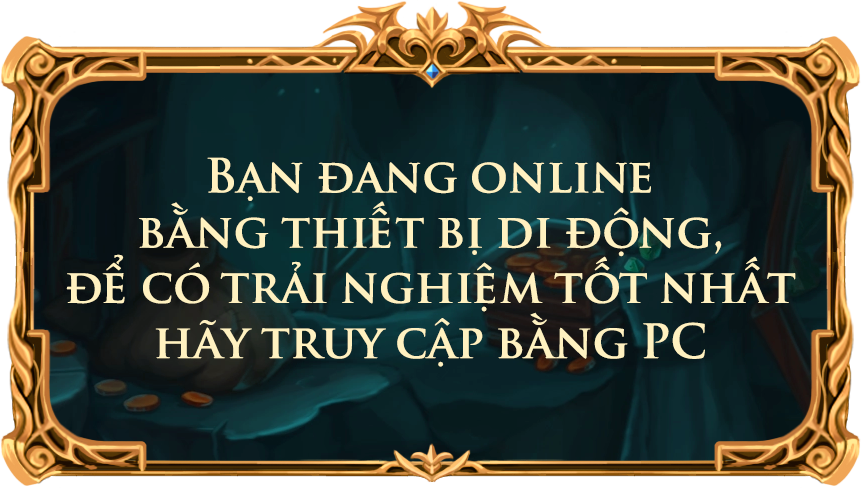 Bạn đang online
bằng thiết bị di động,
để có trải nghiệm tốt nhất
hãy truy cập bằng PC